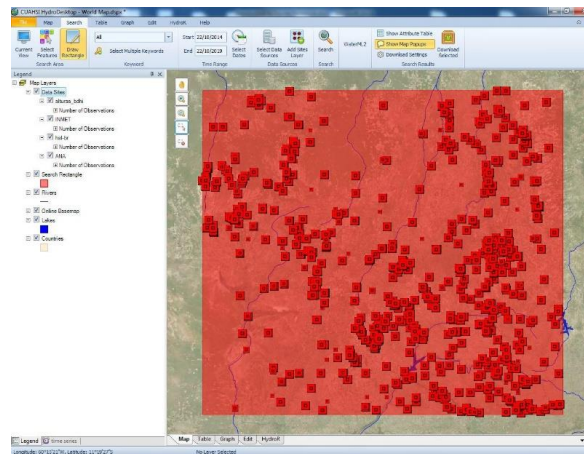 CUAHSI HydroDesktop - World Map.dspx *
Map Search Table Graph Edit HydroR Help
Current View
Select Features
Draw Rectangle
Search Area
All
Select Multiple Keywords
Keyword
Start 22/10/2014
End 22/10/2019
Select Dates
Time Range
Select Data Sources
Add Sites Layer
Data Sources
Search
Search
WaterML2
Show Attribute Table
Show Map Popups
Download Settings
Download Selected
Search Results
Legend
Map Layers
Data Sites
Number of Observations
INMET
Number of Observations
Number of Observations
ANA
Number of Observations
Search Rectangle
Rivers
Online Basemap
Lakes
Countries
Legend time series
Map Table Graph Edit HydroR
No Layer Selected